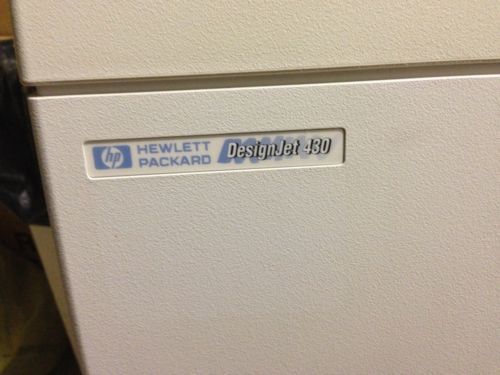 hp HEWLETT PACKARD DesignJet 430